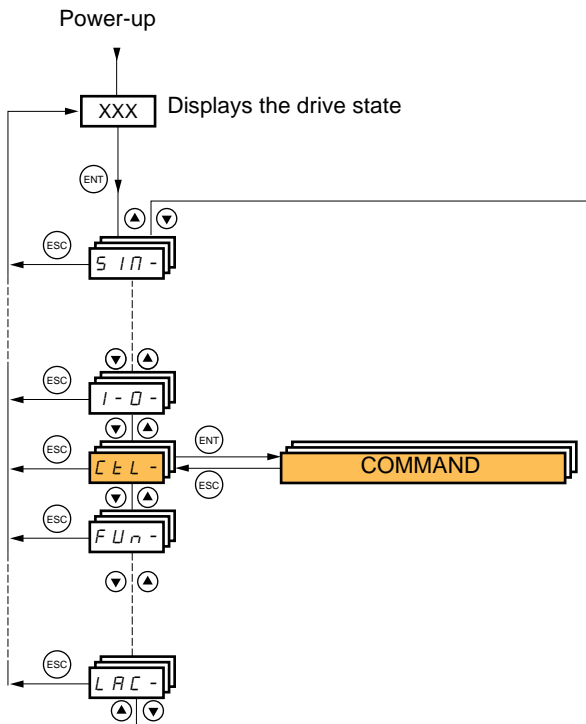 Power-up
XXX Displays the drive state
ENT
ESC
SIM-
ESC
I-O-
ESC
CtL-
ENT
ESC
COMMAND
ESC
FUn-
ESC
LAC-